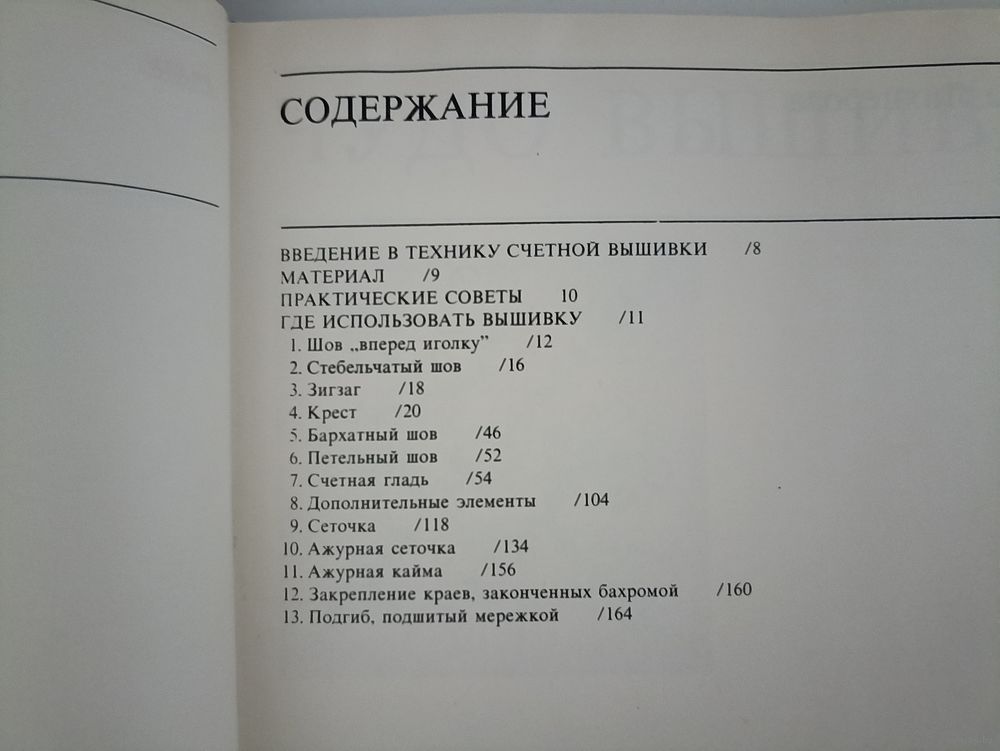 СОДЕРЖАНИЕ
ВВЕДЕНИЕ В ТЕХНИКУ СЧЕТНОЙ ВЫШИВКИ /8
МАТЕРИАЛ /9
ПРАКТИЧЕСКИЕ СОВЕТЫ 10
ГДЕ ИСПОЛЬЗОВАТЬ ВЫШИВКУ /11
1. Шов „вперед иголку” /12
2. Стебельчатый шов /16
3. Зигзаг /18
4. Крест /20
5. Бархатный шов /46
6. Петельный шов /52
7. Счетная гладь /54
8. Дополнительные элементы /104
9. Сеточка /118
10. Ажурная сеточка /134
11. Ажурная кайма /156
12. Закрепление краев, законченных бахромой /160
13. Подгиб, подшитый мережкой /164